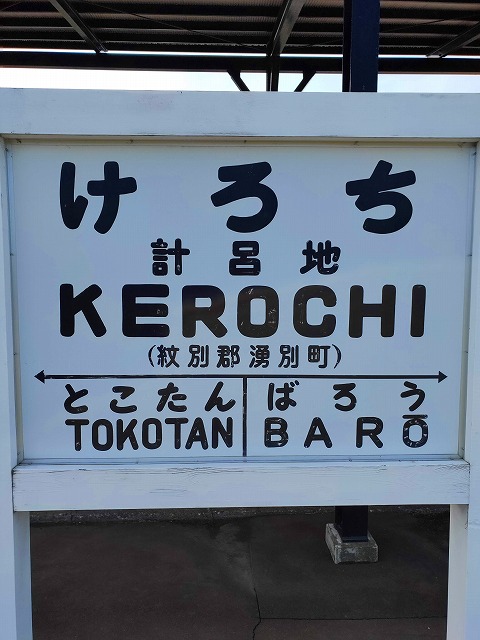 けろち
計呂地
KEROCHI
(紋別郡湧別町)
とこたん ばろう
TOKOTAN BARŌ